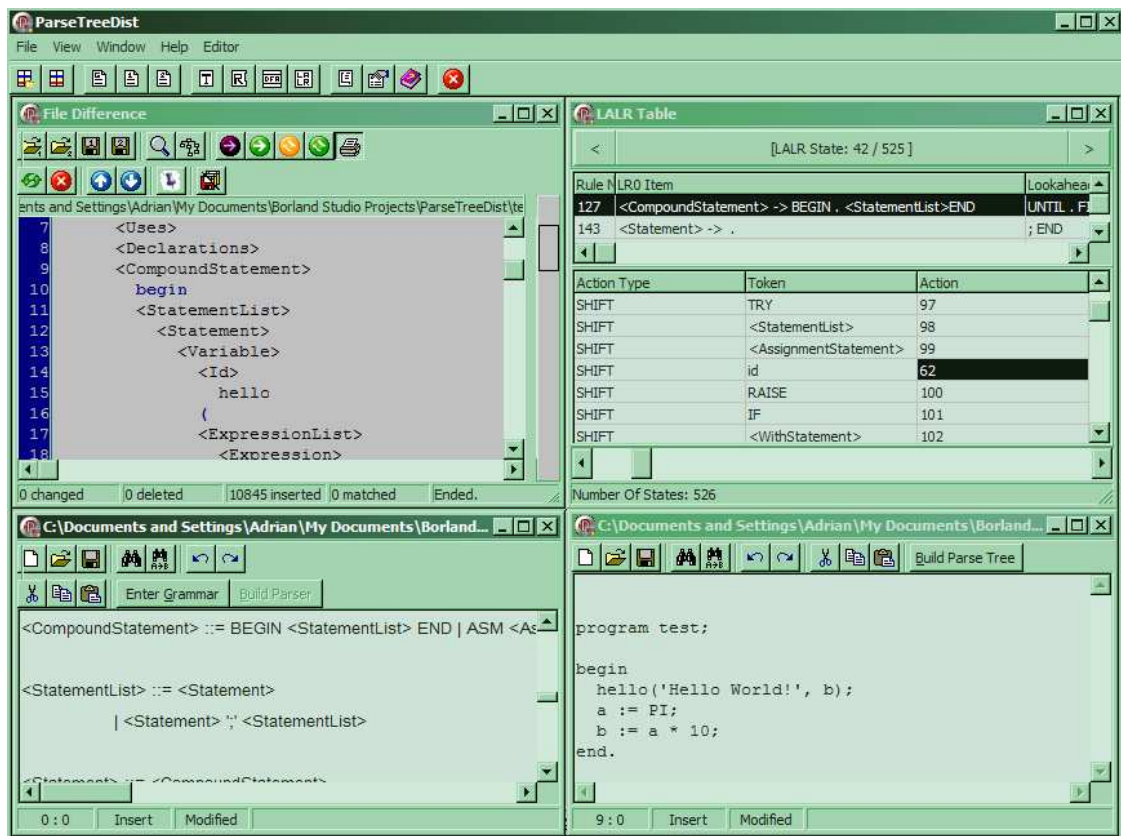 ParseTreeDist
File View Window Help Editor
File Difference
ents and Settings\Adrian\My Documents\Borland Studio Projects\ParseTreeDist\te
7 <Uses>
8 <Declarations>
9 <CompoundStatement>
10 begin
11 <StatementList>
12 <Statement>
13 <Variable>
14 <Id>
15 hello
16 (
17 <ExpressionList>
18 <Expression>
0 changed 0 deleted 10845 inserted 0 matched Ended.
LALR Table
< [LALR State: 42 / 525 ] >
Rule N LR0 Item Lookahea
127 <CompoundStatement> -> BEGIN . <StatementList>END UNTIL . FI
143 <Statement> -> . ; END
Action Type Token Action
SHIFT TRY 97
SHIFT <StatementList> 98
SHIFT <AssignmentStatement> 99
SHIFT id 62
SHIFT RAISE 100
SHIFT IF 101
SHIFT <WithStatement> 102
Number Of States: 526
C:\Documents and Settings\Adrian\My Documents\Borland...
Enter Grammar Build Parser
<CompoundStatement> ::= BEGIN <StatementList> END | ASM <As
<StatementList> ::= <Statement>
| <Statement> ';' <StatementList>
<Statement> ::= <CompoundStatement>
0 : 0 Insert Modified
C:\Documents and Settings\Adrian\My Documents\Borland...
Build Parse Tree
program test;
begin
hello('Hello World!', b);
a := PI;
b := a * 10;
end.
9 : 0 Insert Modified